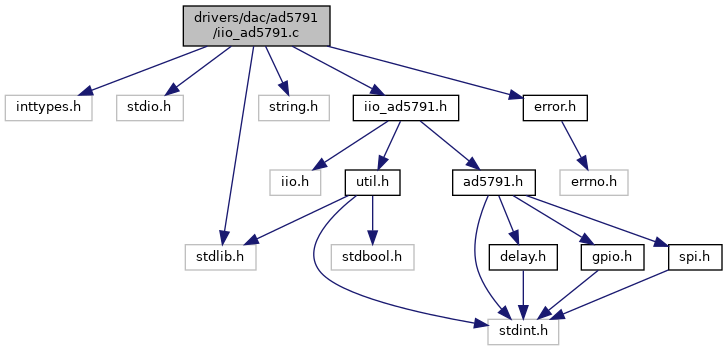 drivers/dac/ad5791
/iio_ad5791.c
inttypes.h
stdio.h
string.h
iio_ad5791.h
error.h
iio.h
util.h
ad5791.h
errno.h
stdlib.h
stdbool.h
delay.h
gpio.h
spi.h
stdint.h